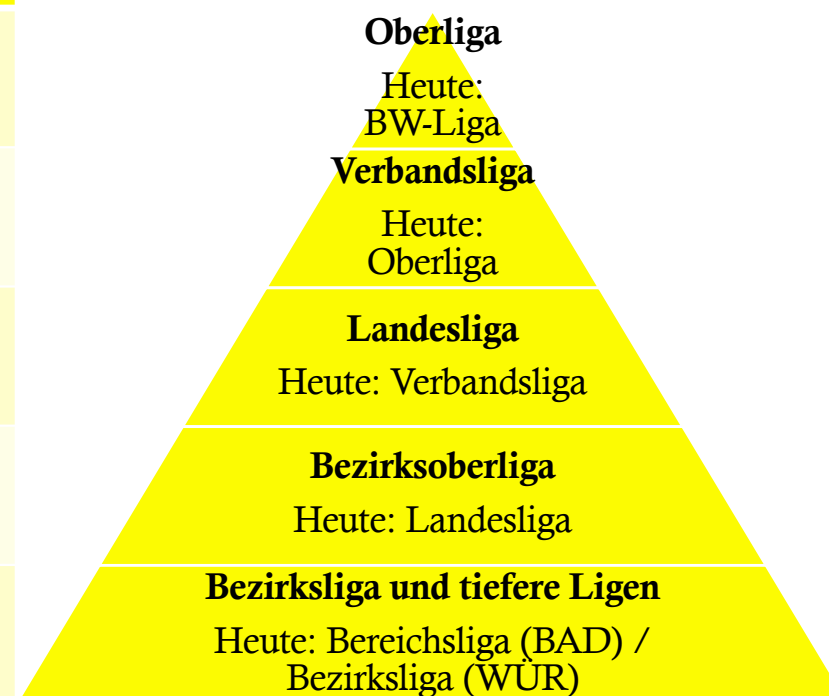 Oberliga
Heute:
BW-Liga
Verbandsliga
Heute:
Oberliga
Landesliga
Heute: Verbandsliga
Bezirksoberliga
Heute: Landesliga
Bezirksliga und tiefere Ligen
Heute: Bereichsliga (BAD) /
Bezirksliga (WÜR)